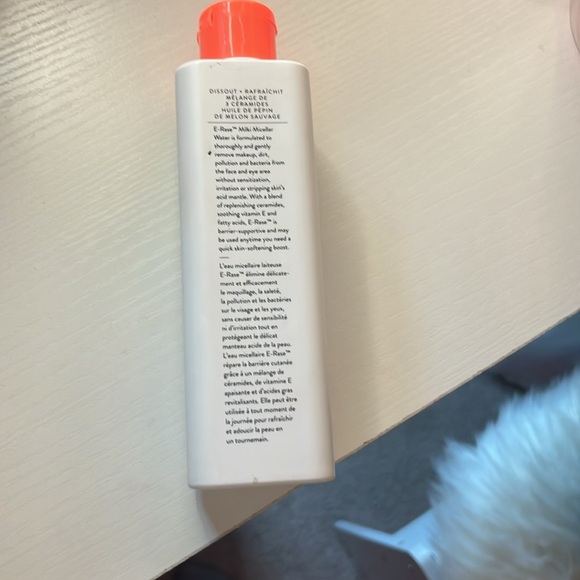 DISSOUT + RAFRAÎCHIT
MÉLANGE DE
3 CÉRAMIDES
HUILE DE PÉPIN
DE MELON SAUVAGE
E-Rase™ Milki Micellar
Water is formulated to
thoroughly and gently
remove makeup, dirt,
pollution and bacteria from
the face and eye area
without sensitization,
irritation or stripping skin's
acid mantle. With a blend
of replenishing ceramides,
soothing vitamin E and
fatty acids, E-Rase™ is
barrier-supportive and may
be used anytime you need a
quick skin-softening boost.
L'eau micellaire laiteuse
E-Rase™ élimine délicate-
ment et efficacement
le maquillage, la saleté,
la pollution et les bactéries
sur le visage et les yeux,
sans causer de sensibilité
ni d'irritation tout en
protégeant le délicat
manteau acide de la peau.
L'eau micellaire E-Rase™
répare la barrière cutanée
grâce à un mélange de
céramides, de vitamine E
apaisante et d'acides gras
revitalisants. Elle peut être
utilisée à tout moment de
la journée pour rafraîchir
et adoucir la peau en
un tournemain.